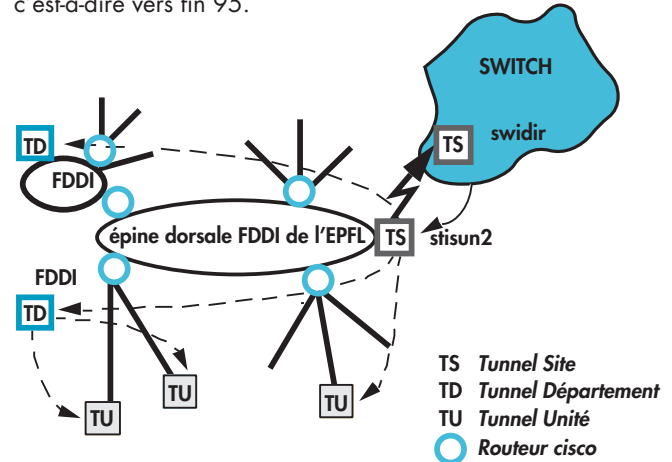 c'est-à-dire vers fin 95.
SWITCH
TS swidir
TD
FDDI
épine dorsale FDDI de l'EPFL TS stisun2
FDDI
TD
TU
TU
TU
TS Tunnel Site
TD Tunnel Département
TU Tunnel Unité
Routeur cisco